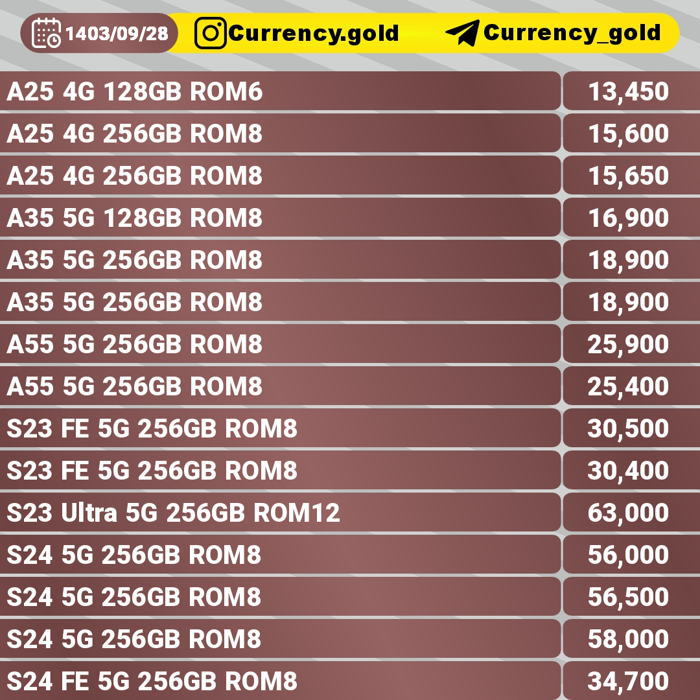 1403/09/28 Currency.gold Currency_gold
A25 4G 128GB ROM6 13,450
A25 4G 256GB ROM8 15,600
A25 4G 256GB ROM8 15,650
A35 5G 128GB ROM8 16,900
A35 5G 256GB ROM8 18,900
A35 5G 256GB ROM8 18,900
A55 5G 256GB ROM8 25,900
A55 5G 256GB ROM8 25,400
S23 FE 5G 256GB ROM8 30,500
S23 FE 5G 256GB ROM8 30,400
S23 Ultra 5G 256GB ROM12 63,000
S24 5G 256GB ROM8 56,000
S24 5G 256GB ROM8 56,500
S24 5G 256GB ROM8 58,000
S24 FE 5G 256GB ROM8 34,700